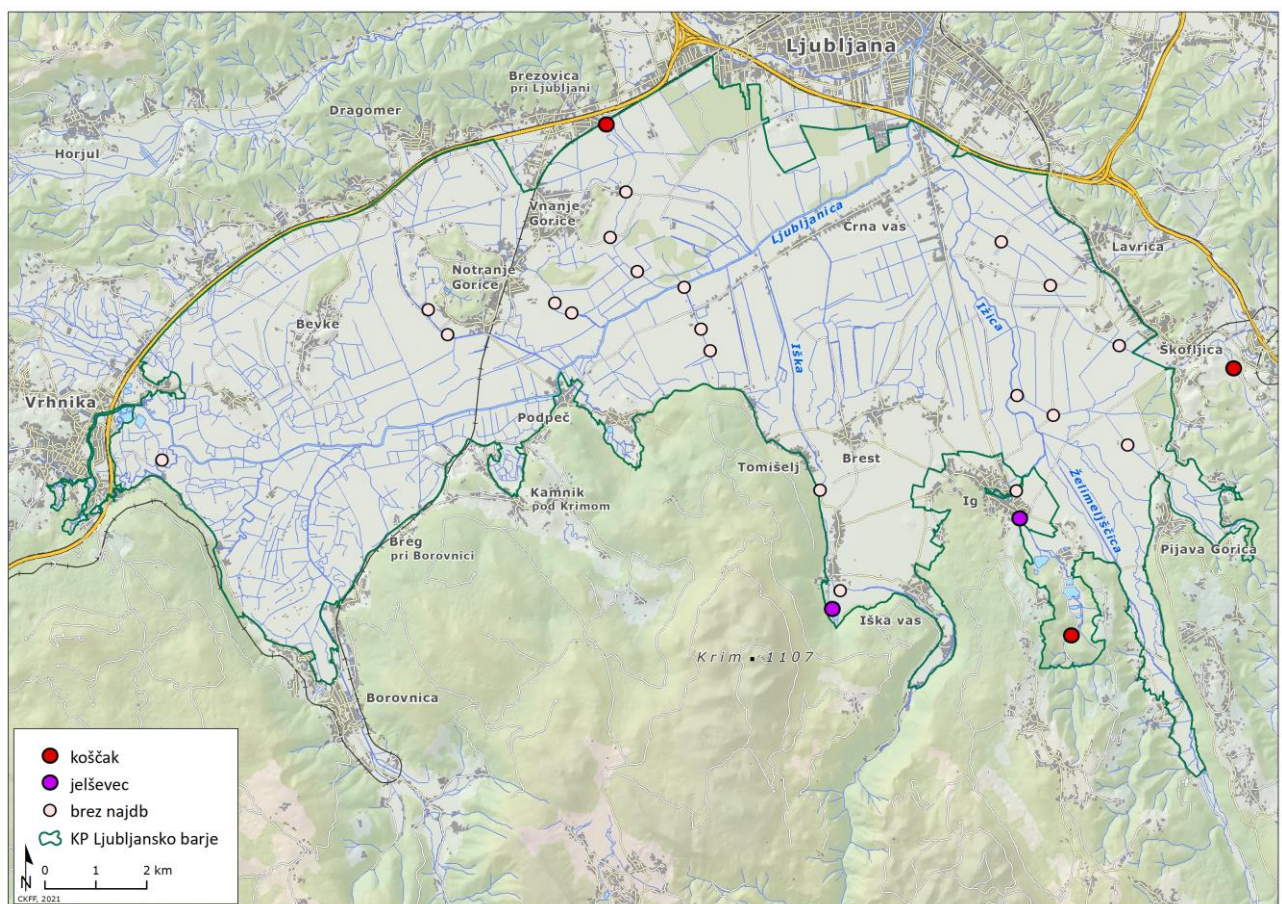 Ljubljana
Brezovica
pri Ljubljani
Dragomer
Horjul
Vnanje
Gorice
Ljubljanica
Črna vas
Lavrica
Notranje
Gorice
Bevke
Iška
Ižica
Škofljica
Vrhnika
Podpeč
Tomišelj
Brest
Ig
Želimeljščica
Kamnik
pod Krimom
Breg
pri Borovnici
Pijava Gorica
Iška vas
Krim 1107
Borovnica
koščak
jelševec
brez najdb
KP Ljubljansko barje
N
0 1 2 km
CKFF, 2021